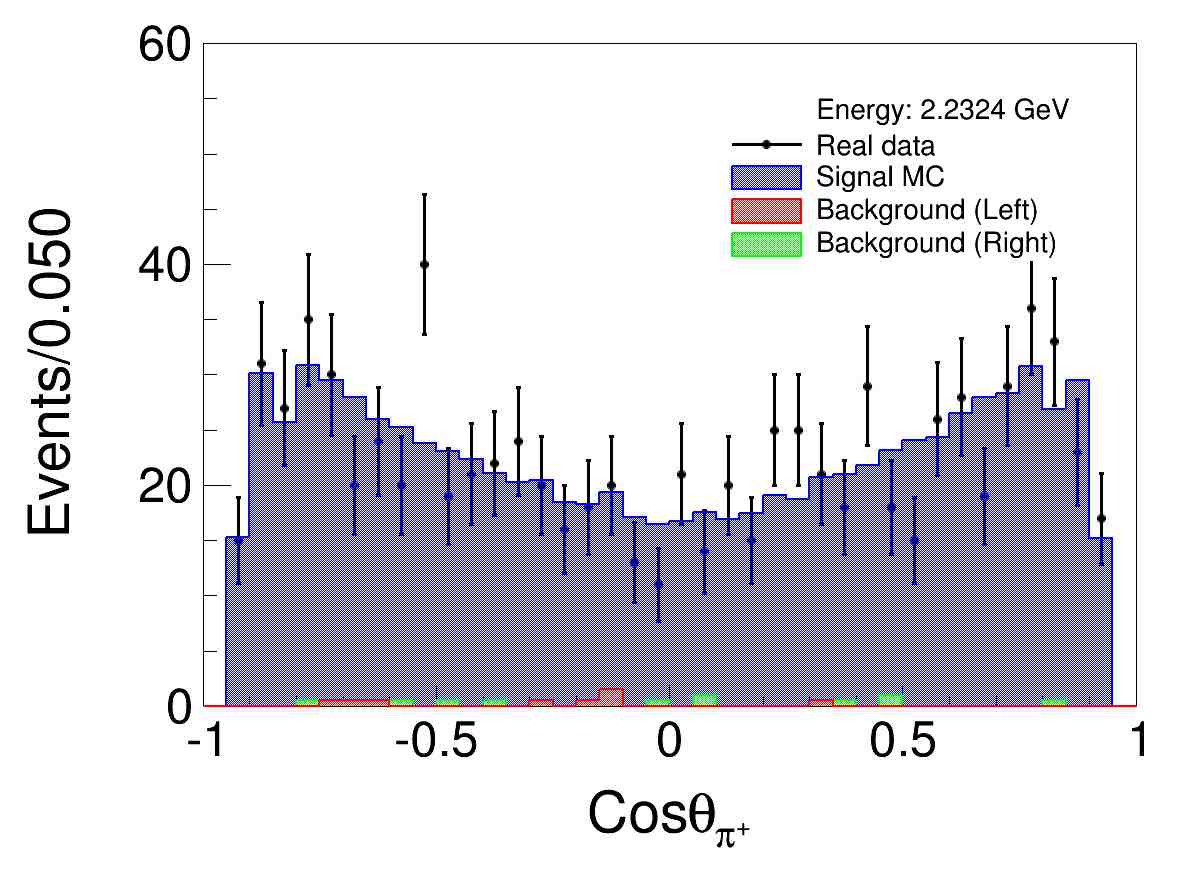 60
40
20
0
Events/0.050
Energy: 2.2324 GeV
Real data
Signal MC
Background (Left)
Background (Right)
-1 -0.5 0 0.5 1
Cosθπ+